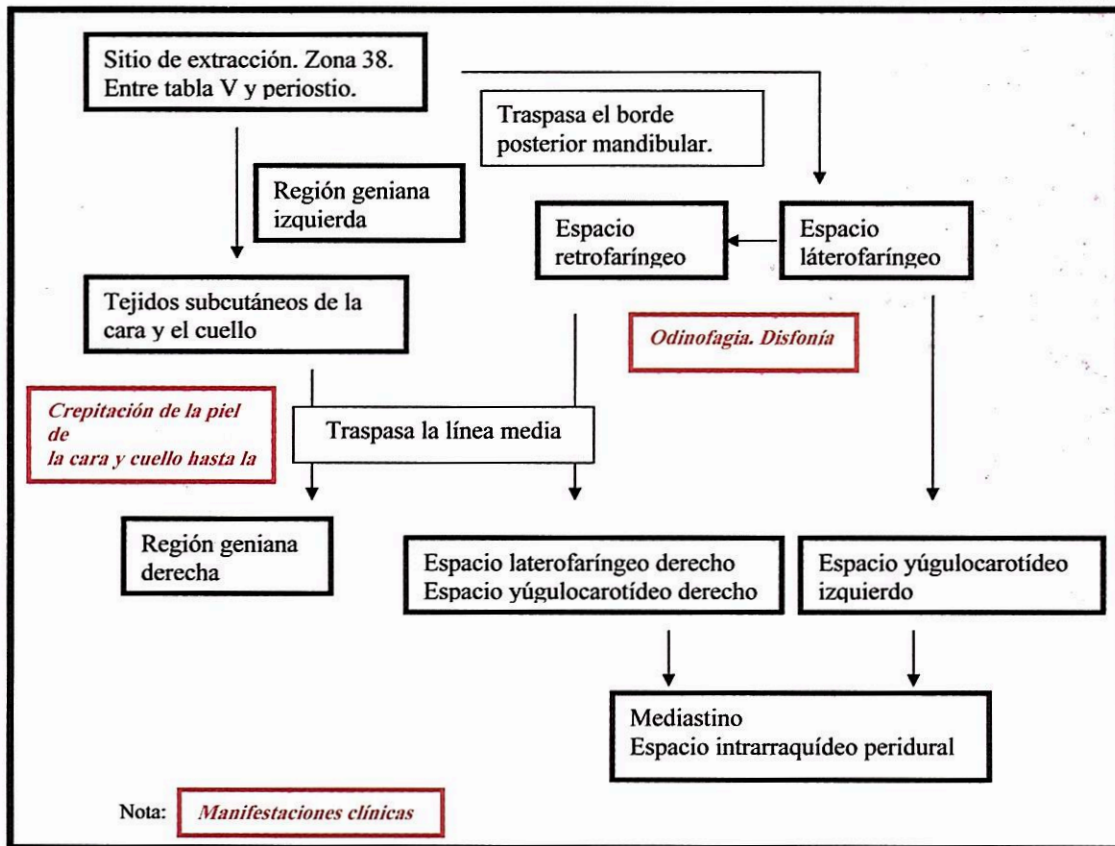 Sitio de extracción. Zona 38.
Entre tabla V y periostio.
Traspasa el borde
posterior mandibular.
Región geniana
izquierda
Espacio
retrofaríngeo
Espacio
láterofaríngeo
Tejidos subcutáneos de la
cara y el cuello
Odinofagia. Disfonía
Crepitación de la piel
de
la cara y cuello hasta la
Traspasa la línea media
Región geniana
derecha
Espacio laterofaríngeo derecho
Espacio yúgulocarotídeo derecho
Espacio yúgulocarotídeo
izquierdo
Mediastino
Espacio intrarraquídeo peridural
Nota:
Manifestaciones clínicas